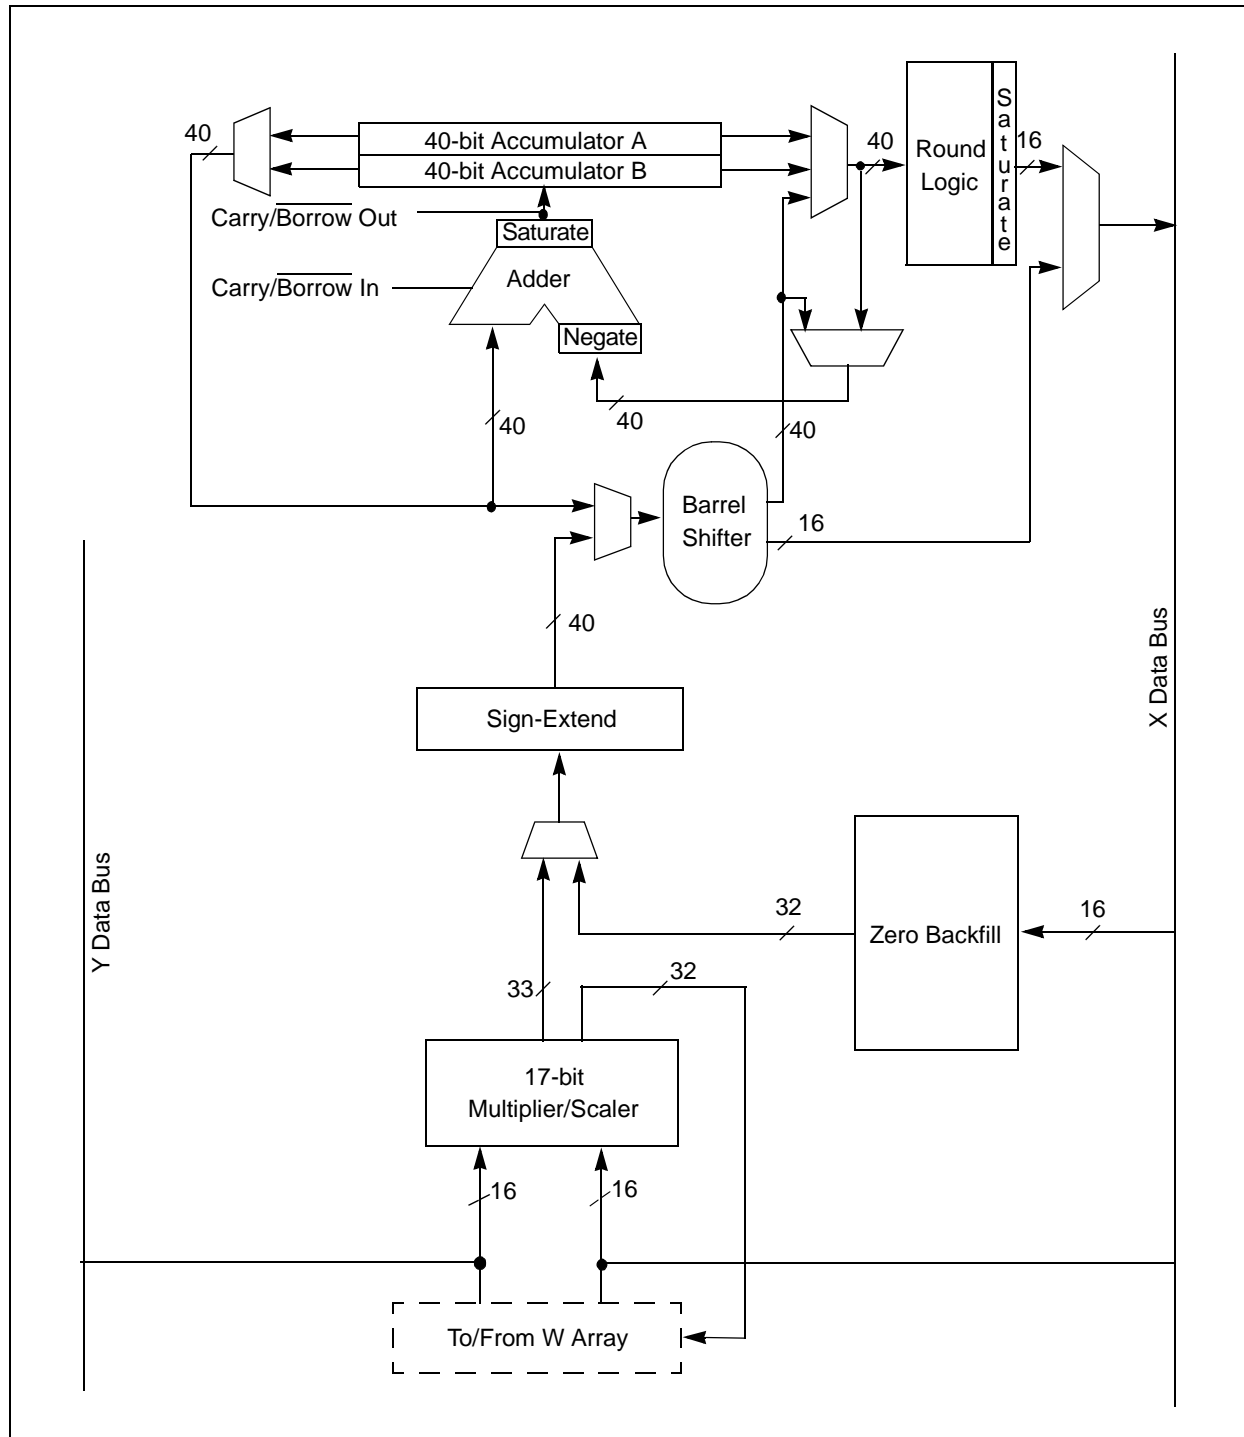 40
40-bit Accumulator A
40-bit Accumulator B
40
Round
Logic
Saturate
16
Carry/Borrow Out
Saturate
Carry/Borrow In
Adder
Negate
40
40
40
Barrel
Shifter
16
40
Sign-Extend
X Data Bus
Y Data Bus
32
Zero Backfill
16
33
32
17-bit
Multiplier/Scaler
16
16
To/From W Array